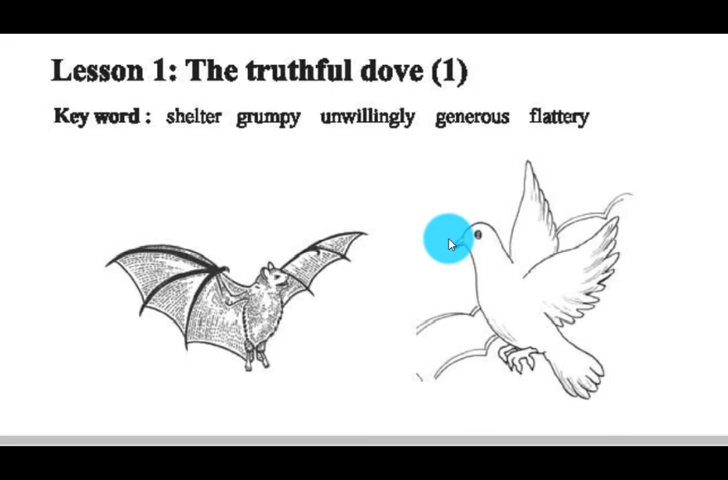 Lesson 1: The truthful dove (1)
Key word : shelter grumpy unwillingly generous flattery